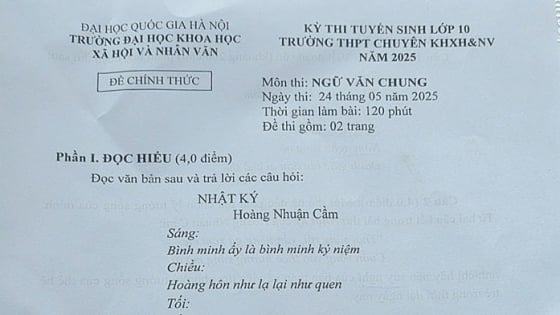 ĐẠI HỌC QUỐC GIA HÀ NỘI
TRƯỜNG ĐẠI HỌC KHOA HỌC
XÃ HỘI VÀ NHÂN VĂN
ĐỀ CHÍNH THỨC
KỲ THI TUYỂN SINH LỚP 10
TRƯỜNG THPT CHUYÊN KHXH&NV
NĂM 2025
Môn thi: NGỮ VĂN CHUNG
Ngày thi: 24 tháng 05 năm 2025
Thời gian làm bài: 120 phút
Đề thi gồm: 02 trang
Phần I. ĐỌC HIỂU (4,0 điểm)
Đọc văn bản sau và trả lời các câu hỏi:
NHẬT KÝ
Hoàng Nhuận Cầm
Sáng:
Bình minh ấy là bình minh kỷ niệm
Chiều:
Hoàng hôn như lạ lại như quen
Tối: